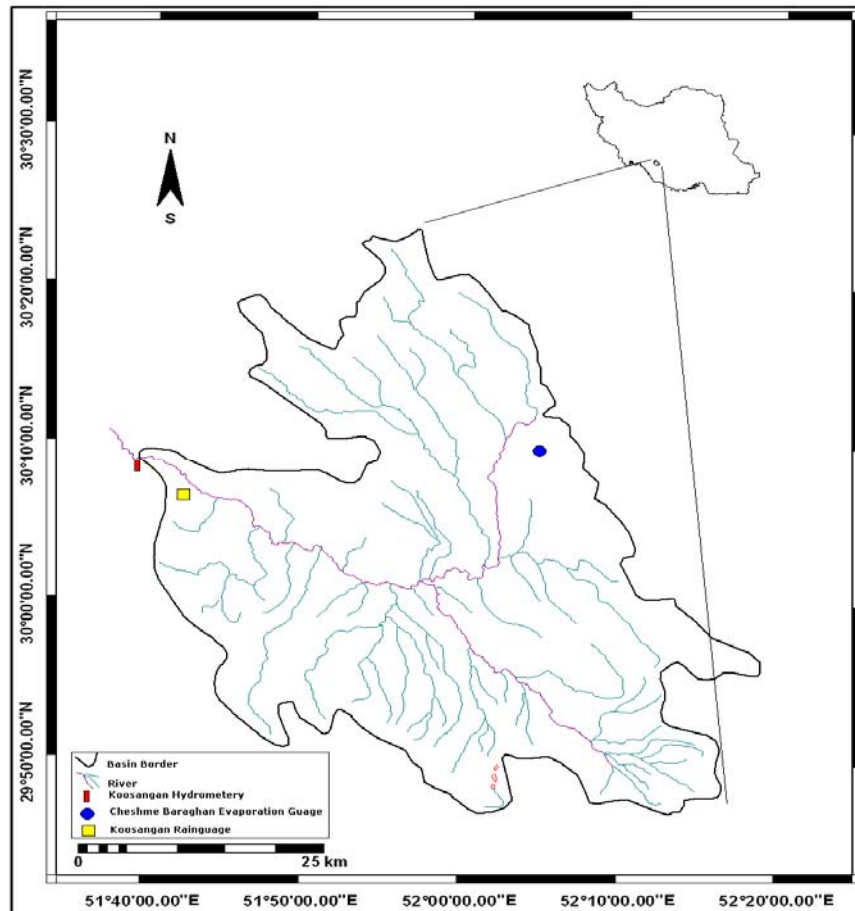 N
S
30°30'00.00"N
30°20'00.00"N
30°40'00.00"N
30°00'00.00"N
29°50'00.00"N
Basin Border
River
Koosangan Hydrometery
Cheshme Baraghan Evaporation Guage
Koosangan Rainguage
0 25 km
51°40'00.00"E 51°50'00.00"E 52°00'00.00"E 52°10'00.00"E 52°20'00.00"E